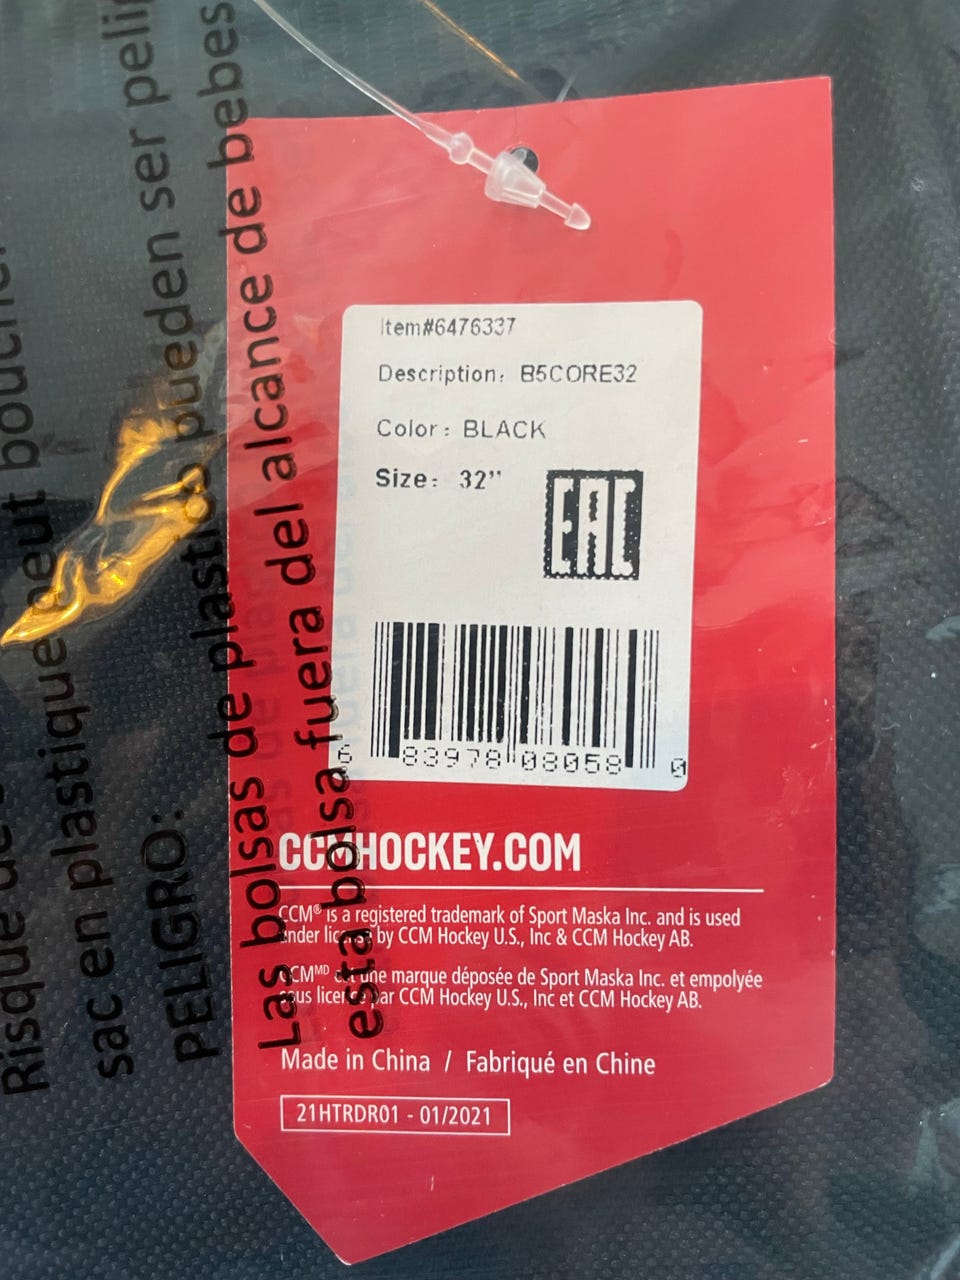 Item#6476337
Description: B5CORE32
Color: BLACK
Size: 32"
EAC
6 83978 08058 0
CCMHOCKEY.COM
CCM® is a registered trademark of Sport Maska Inc. and is used
under license by CCM Hockey U.S., Inc & CCM Hockey AB.
CCMMD est une marque déposée de Sport Maska Inc. et empolyée
sous license par CCM Hockey U.S., Inc et CCM Hockey AB.
Made in China / Fabriqué en Chine
21HTRDR01 - 01/2021
Risque de
peut boucher
sac en plastique
PELIGRO:
Las bolsas de plastico pueden ser
esta bolsa fuera del alcance de bebes